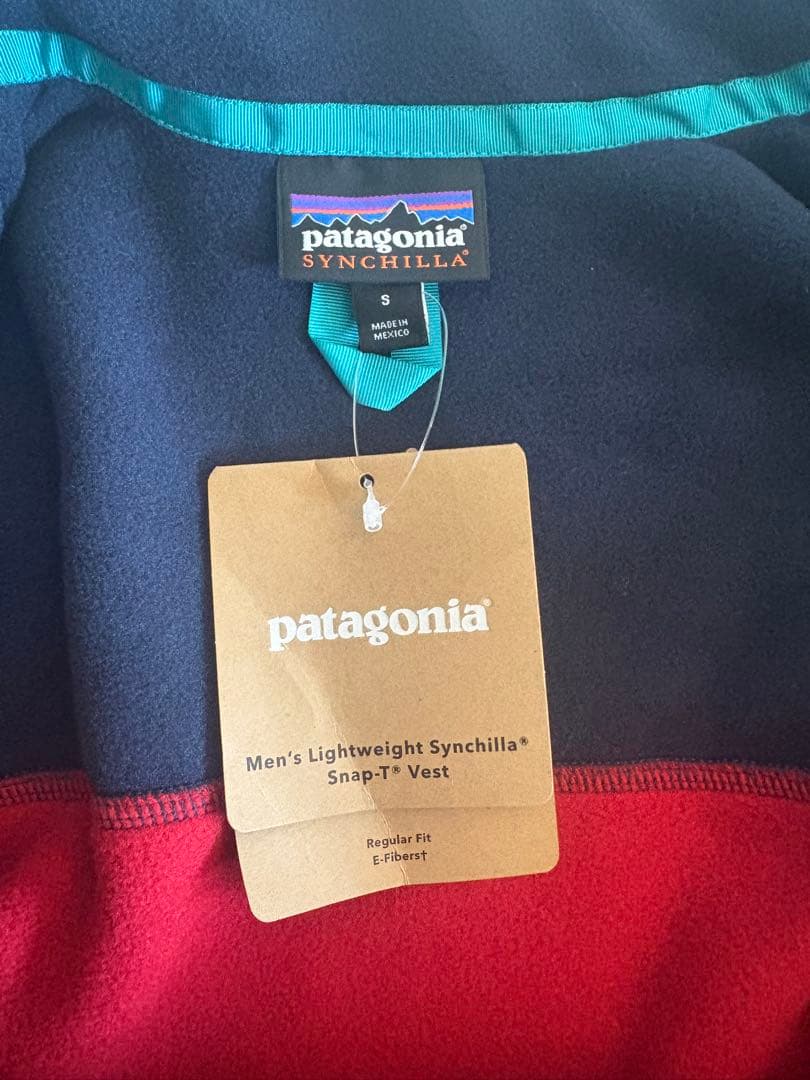 patagonia®
SYNCHILLA®
S
MADE IN
MEXICO
patagonia®
Men's Lightweight Synchilla®
Snap-T® Vest
Regular Fit
E-Fibers†